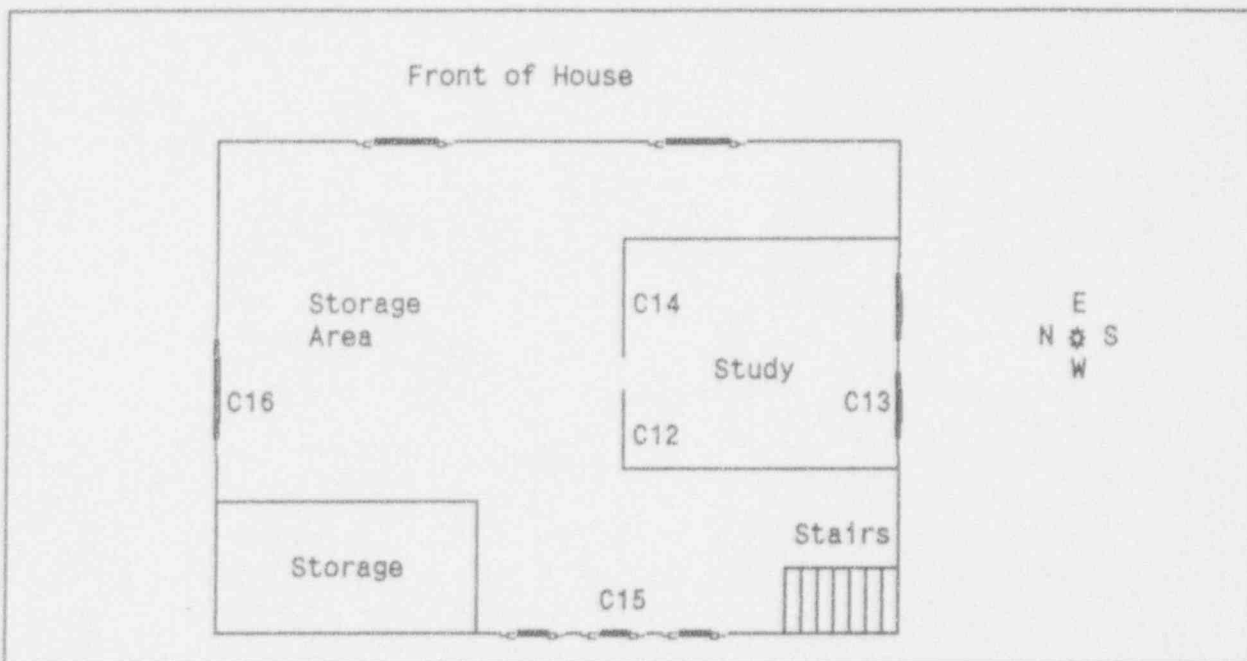 Front of House
Storage
Area
C14
E
N S
W
Study
C16
C13
C12
Stairs
Storage
C15